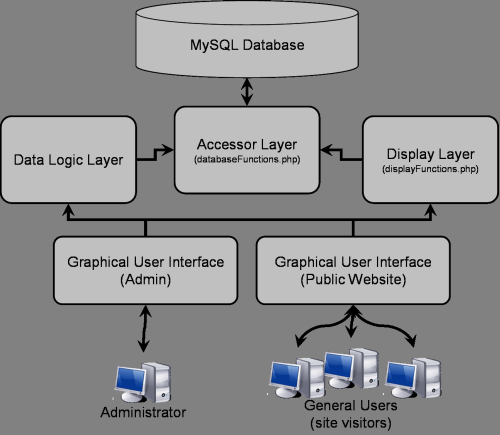 MySQL Database
Accessor Layer
(databaseFunctions.php)
Data Logic Layer
Display Layer
(displayFunctions.php)
Graphical User Interface
(Admin)
Graphical User Interface
(Public Website)
Administrator
General Users
(site visitors)